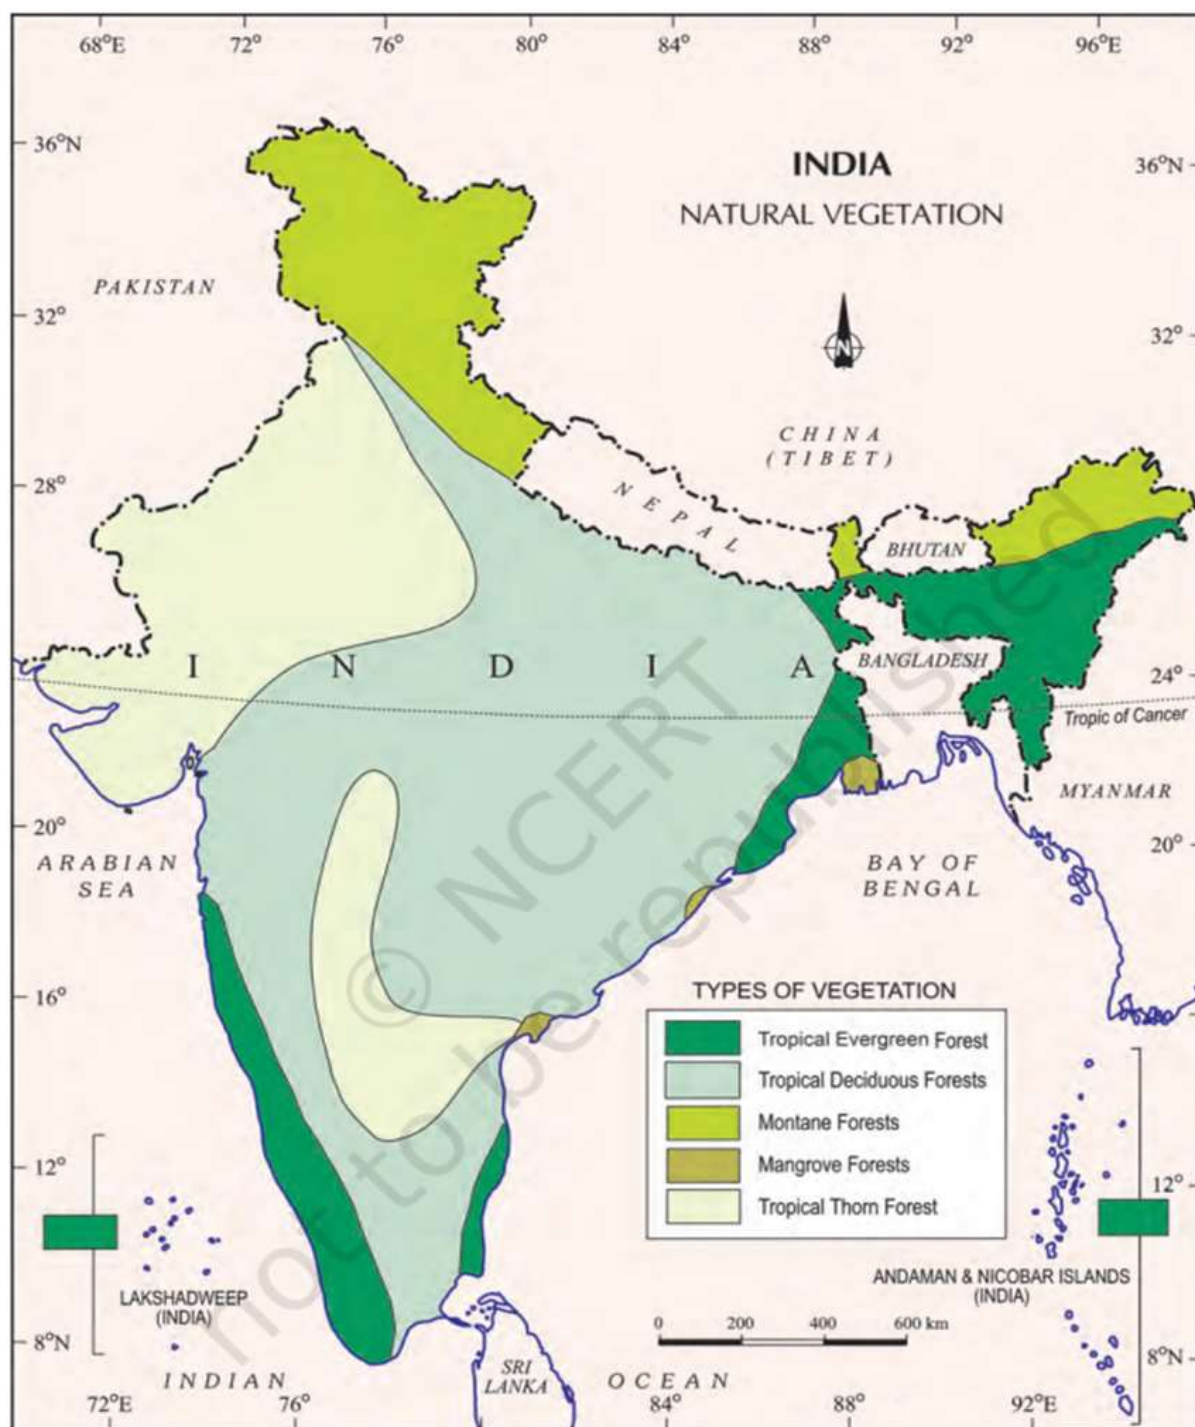 68°E 72° 76° 80° 84° 88° 92° 96°E
36°N
INDIA
36°N
NATURAL VEGETATION
PAKISTAN
32°
32°
N
CHINA
(TIBET)
28°
NEPAL
BHUTAN
I N D I A
BANGLADESH
24°
Tropic of Cancer
MYANMAR
20°
20°
ARABIAN
SEA
BAY OF
BENGAL
© NCERT
not to be republished
16°
TYPES OF VEGETATION
Tropical Evergreen Forest
Tropical Deciduous Forests
Montane Forests
Mangrove Forests
Tropical Thorn Forest
12°
12°
LAKSHADWEEP
(INDIA)
ANDAMAN & NICOBAR ISLANDS
(INDIA)
0 200 400 600 km
8°N
8°N
SRI
LANKA
INDIAN OCEAN
72°E 76° 84° 88° 92°E